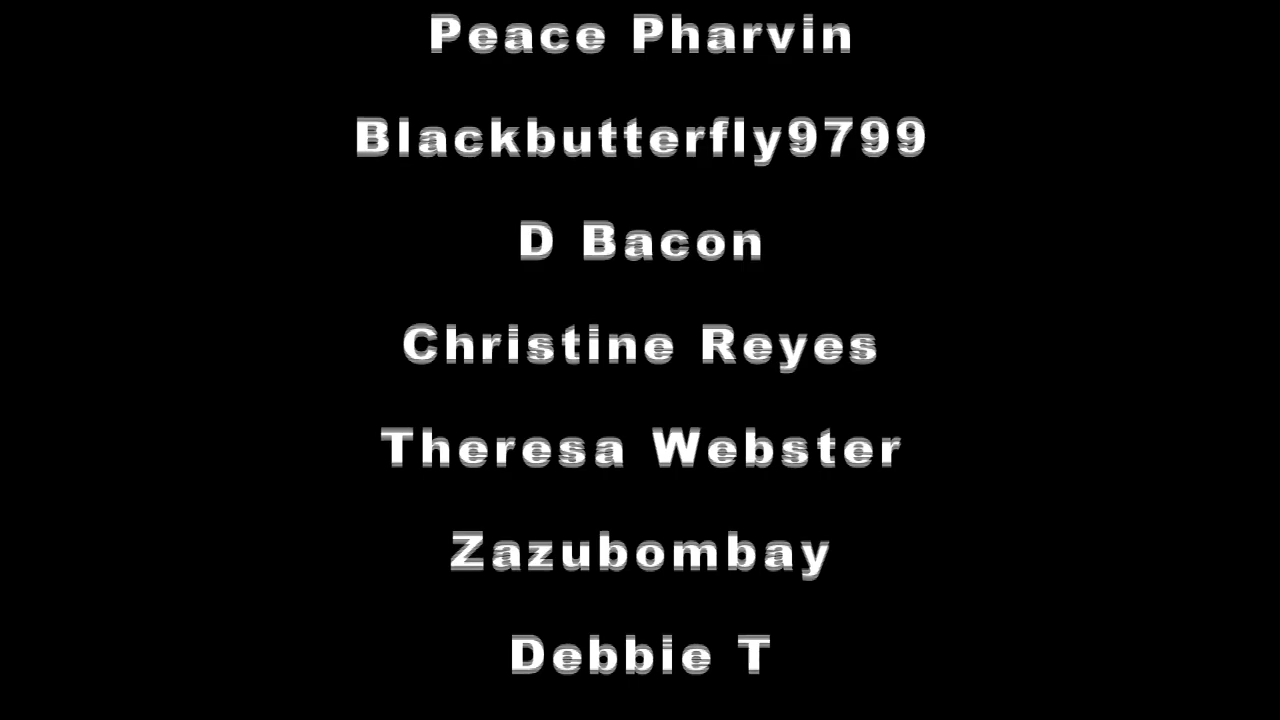 Peace Pharvin
Blackbutterfly9799
D Bacon
Christine Reyes
Theresa Webster
Zazubombay
Debbie T